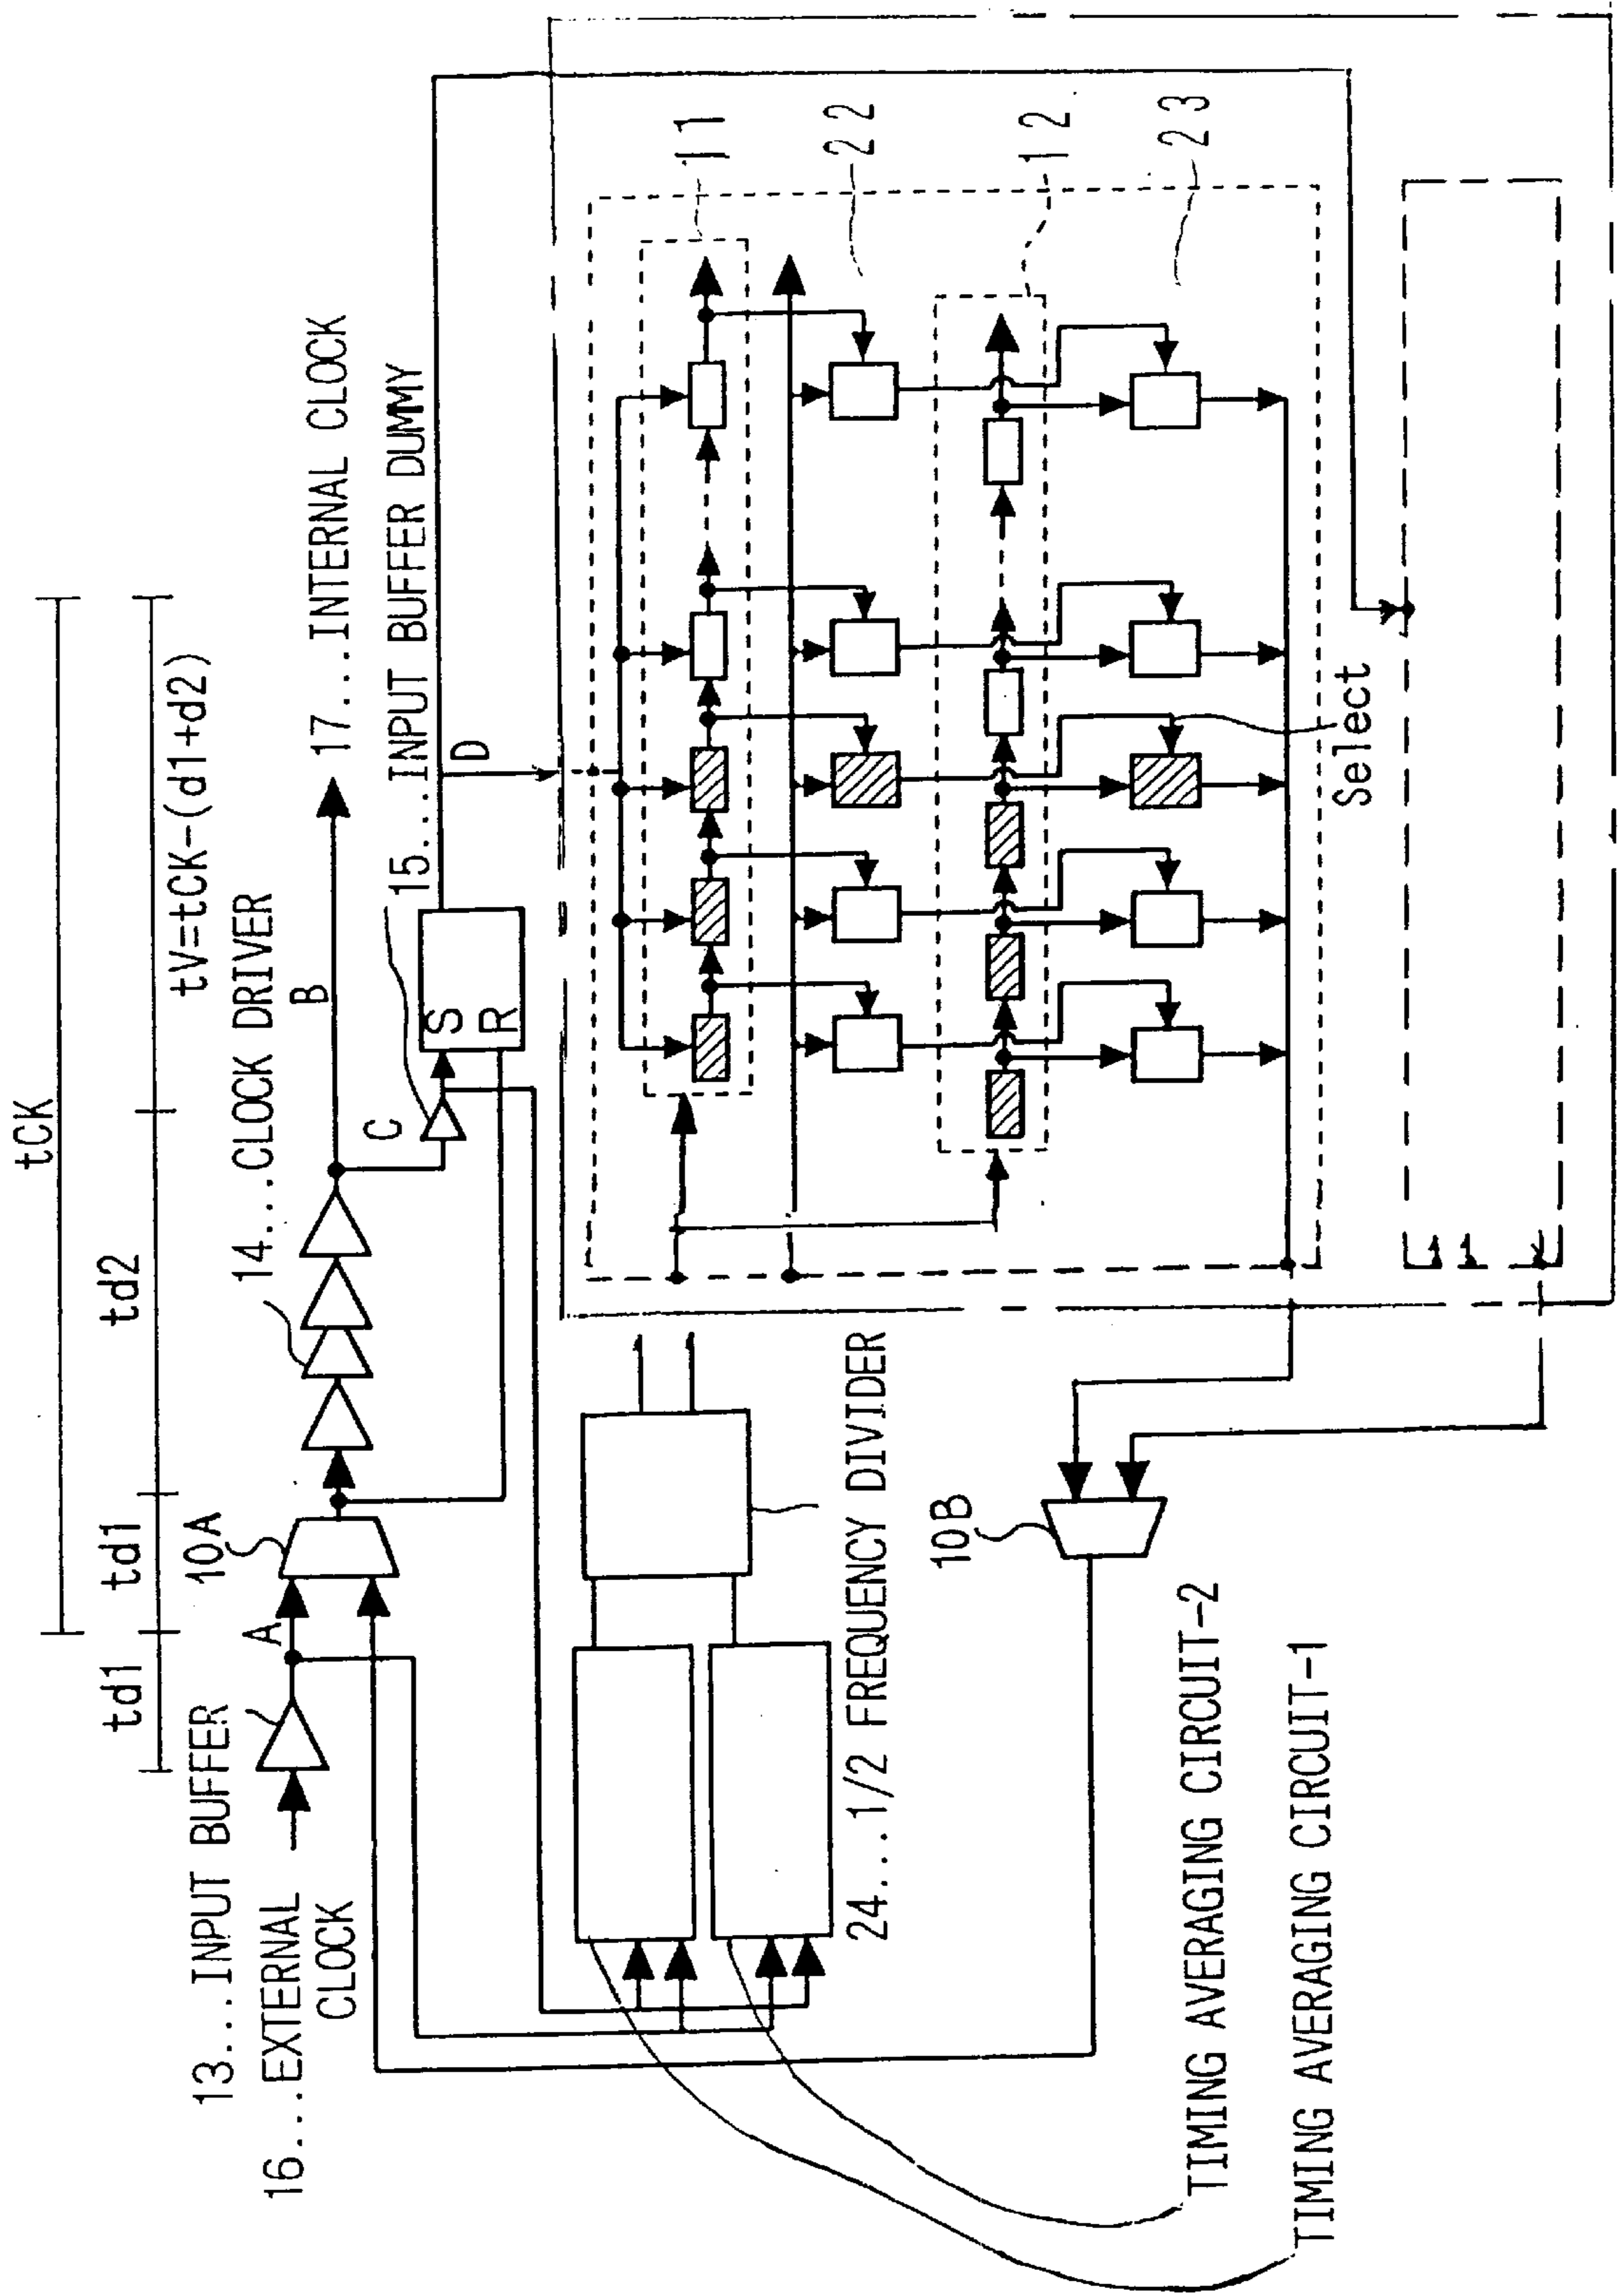 tCK
td1
td1
td2
tV=tCK-(d1+d2)
13...INPUT BUFFER
16...EXTERNAL
CLOCK
A
10A
14...CLOCK DRIVER
B
17...INTERNAL CLOCK
C
15...INPUT BUFFER DUMMY
S
R
D
11
22
12
23
Select
24...1/2 FREQUENCY DIVIDER
10B
TIMING AVERAGING CIRCUIT-2
TIMING AVERAGING CIRCUIT-1